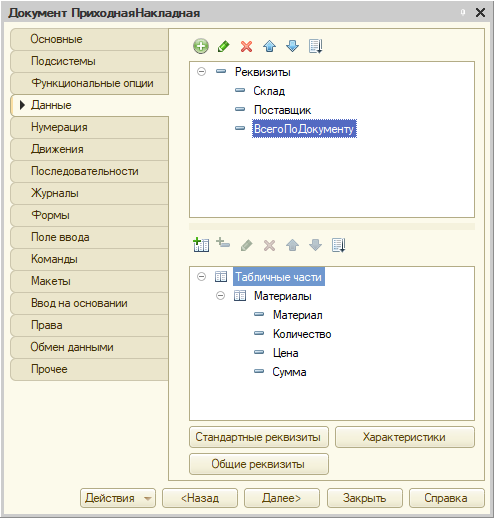 Документ ПриходнаяНакладная
Основные
Подсистемы
Функциональные опции
Данные
Нумерация
Движения
Последовательности
Журналы
Формы
Поле ввода
Команды
Макеты
Ввод на основании
Права
Обмен данными
Прочее
Реквизиты
Склад
Поставщик
ВсегоПоДокументу
Табличные части
Материалы
Материал
Количество
Цена
Сумма
Стандартные реквизиты
Характеристики
Общие реквизиты
Действия
<Назад
Далее>
Закрыть
Справка